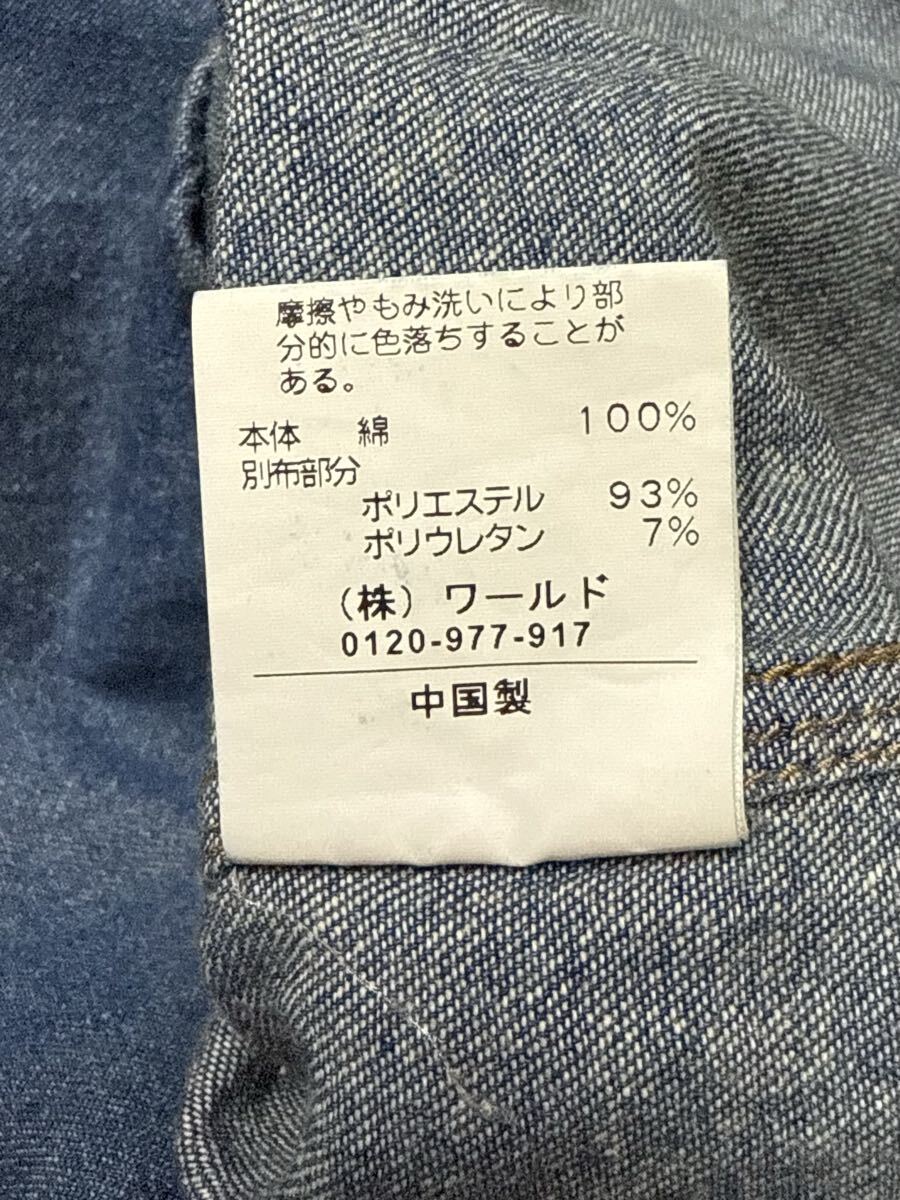 摩擦やもみ洗いにより部
分的に色落ちすることが
ある。
本体 綿 100%
別布部分
ポリエステル 93%
ポリウレタン 7%
（株）ワールド
0120-977-917
中国製